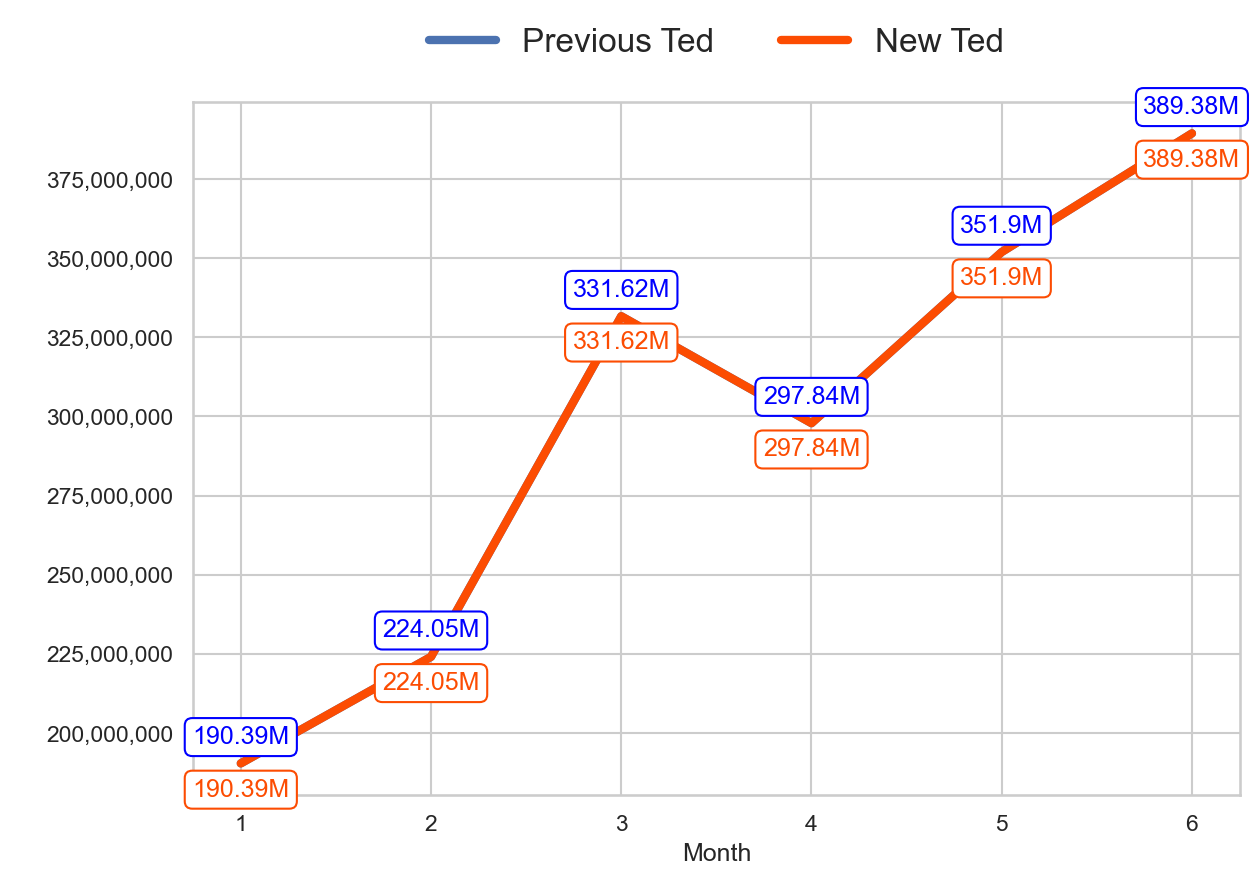 Previous Ted New Ted
389.38M
389.38M
375,000,000
351.9M
350,000,000
351.9M
331.62M
325,000,000
331.62M
297.84M
300,000,000
297.84M
275,000,000
250,000,000
224.05M
225,000,000
224.05M
190.39M
200,000,000
190.39M
1 2 3 4 5 6
Month